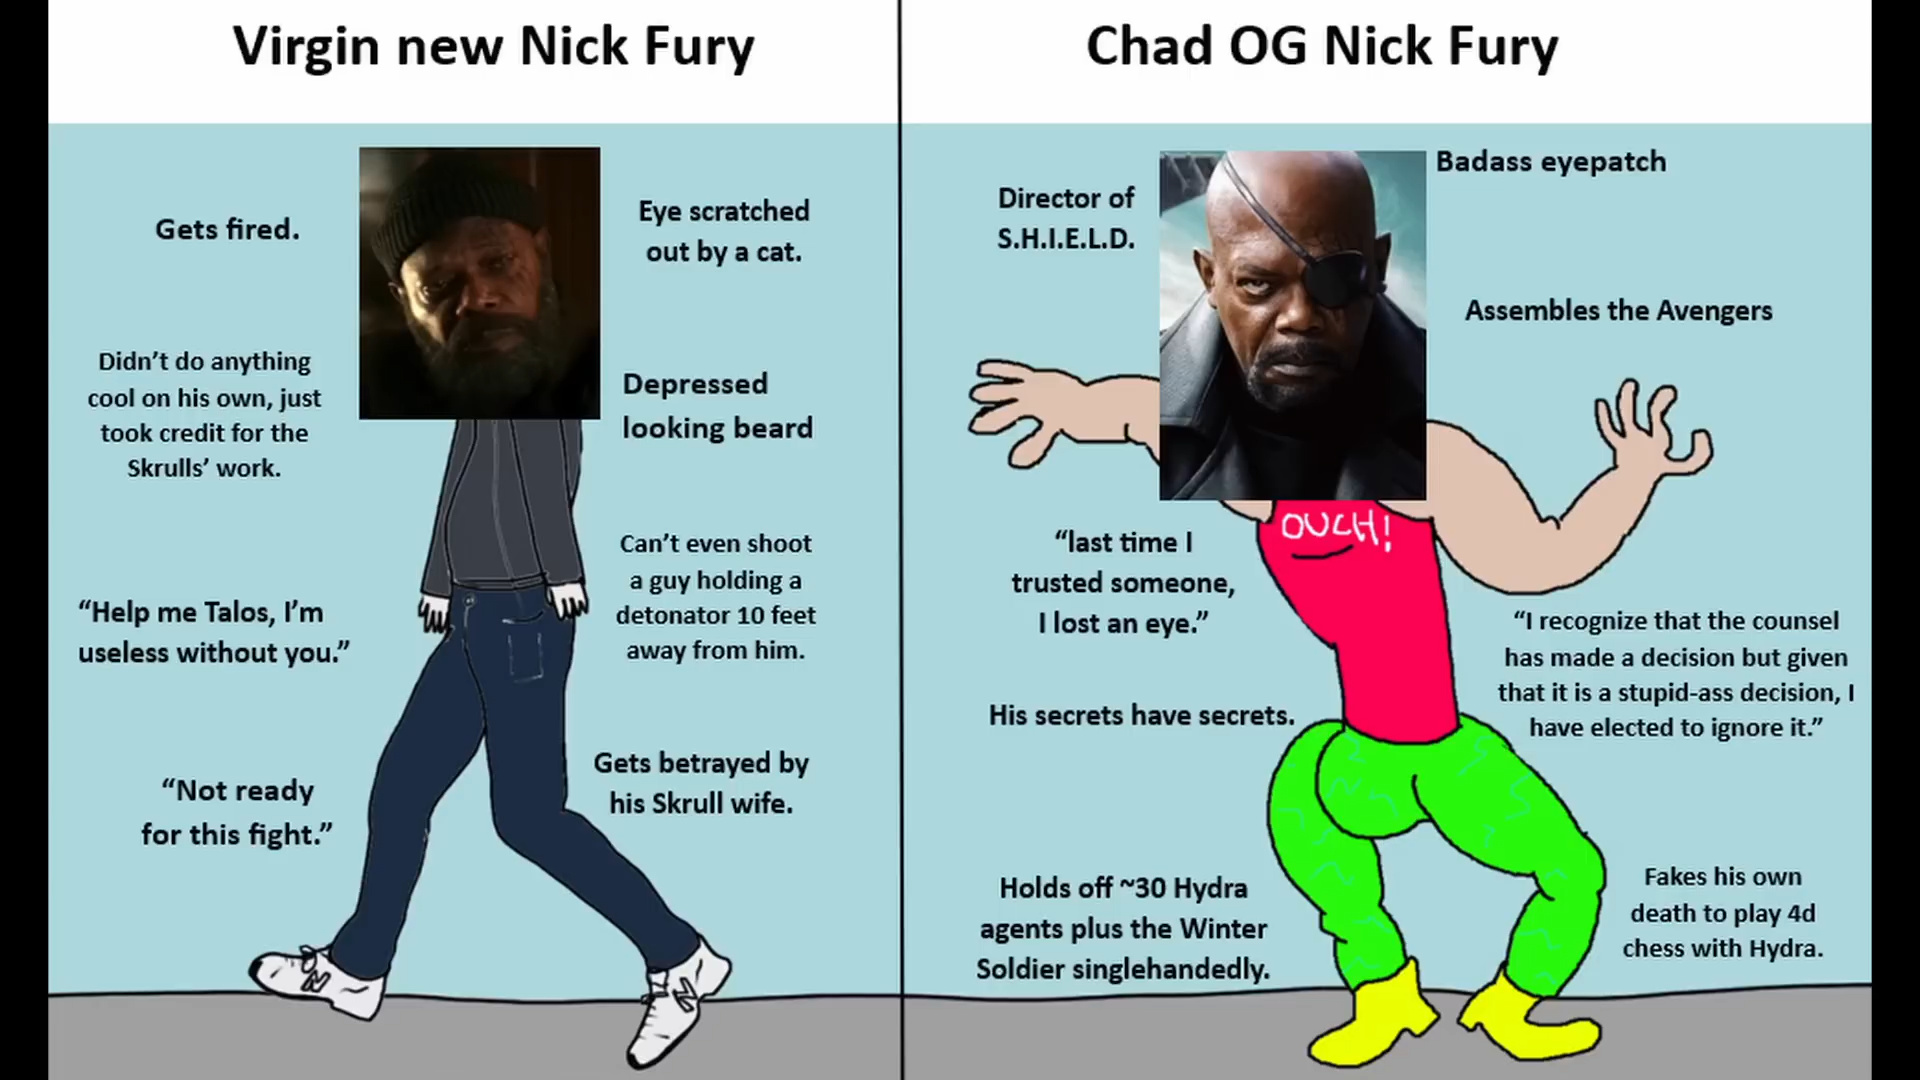 Virgin new Nick Fury
Gets fired.
Eye scratched
out by a cat.
Didn’t do anything
cool on his own, just
took credit for the
Skrulls’ work.
Depressed
looking beard
Can’t even shoot
a guy holding a
detonator 10 feet
away from him.
“Help me Talos, I’m
useless without you.”
Gets betrayed by
his Skrull wife.
“Not ready
for this fight.”
Chad OG Nick Fury
Badass eyepatch
Director of
S.H.I.E.L.D.
Assembles the Avengers
OUCH!
“last time I
trusted someone,
I lost an eye.”
“I recognize that the counsel
has made a decision but given
that it is a stupid-ass decision, I
have elected to ignore it.”
His secrets have secrets.
Holds off ~30 Hydra
agents plus the Winter
Soldier singlehandedly.
Fakes his own
death to play 4d
chess with Hydra.